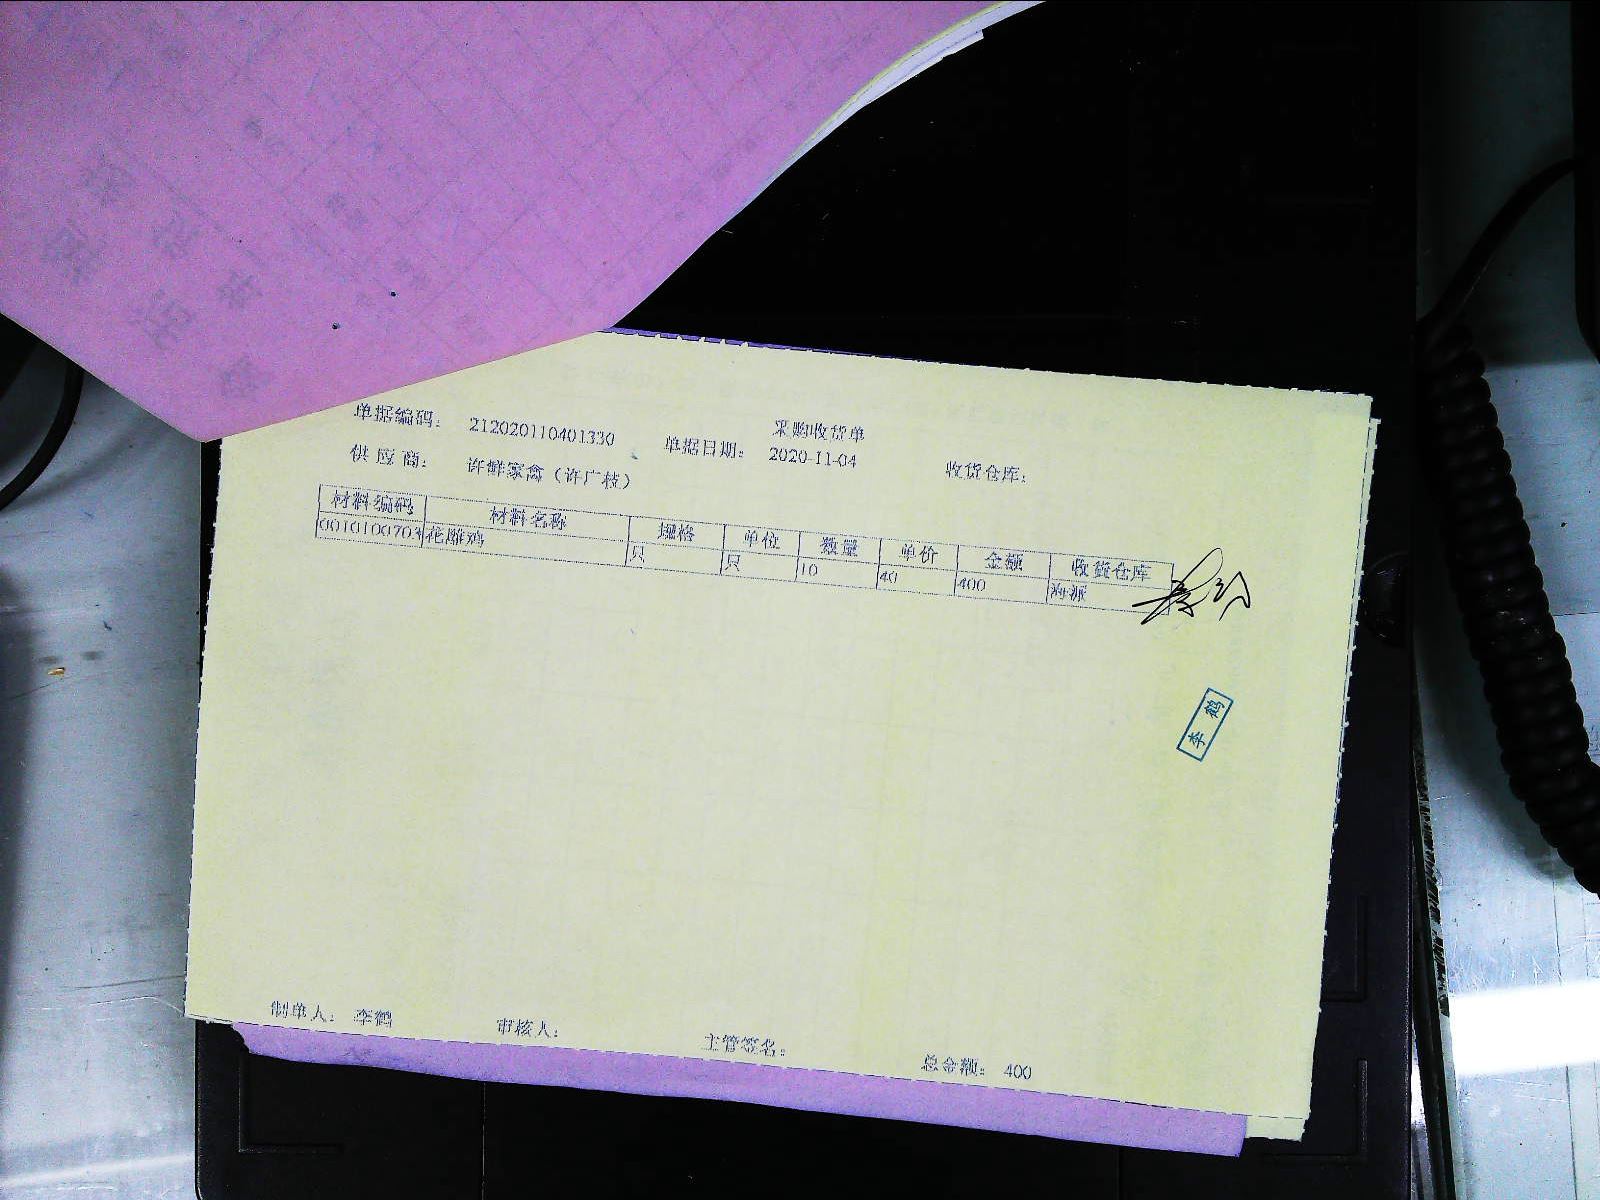 采购收货单
单据编码： 212020110401330 单据日期： 2020-11-04 收货仓库：
供应商： 许鲜家禽（许广枝）
材料编码 材料名称 规格 单位 数量 单价 金额 收货仓库
001010070 花雕鸡 只 只 10 40 400 海派
李鹤
制单人： 李鹤 审核人： 主管签名： 总金额： 400